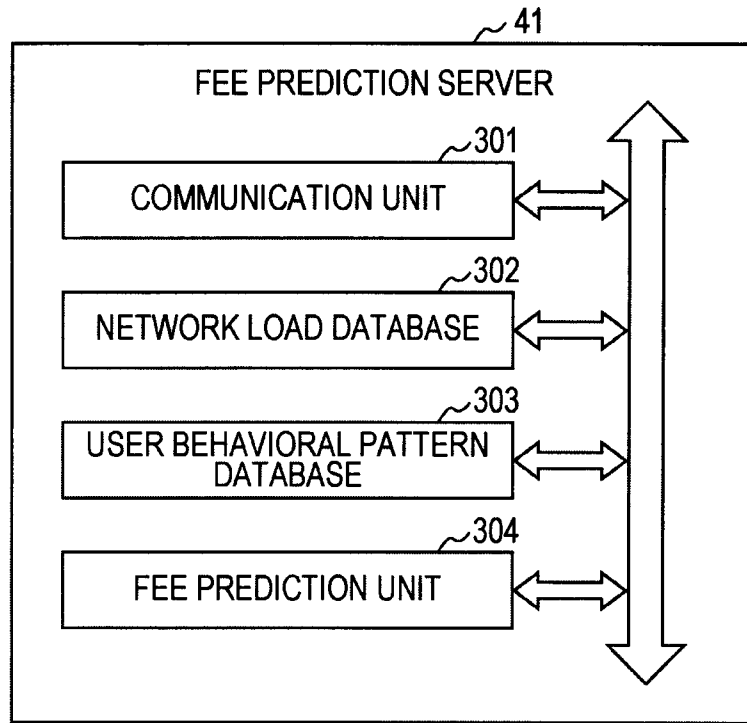 41
FEE PREDICTION SERVER
301
COMMUNICATION UNIT
302
NETWORK LOAD DATABASE
303
USER BEHAVIORAL PATTERN
DATABASE
304
FEE PREDICTION UNIT